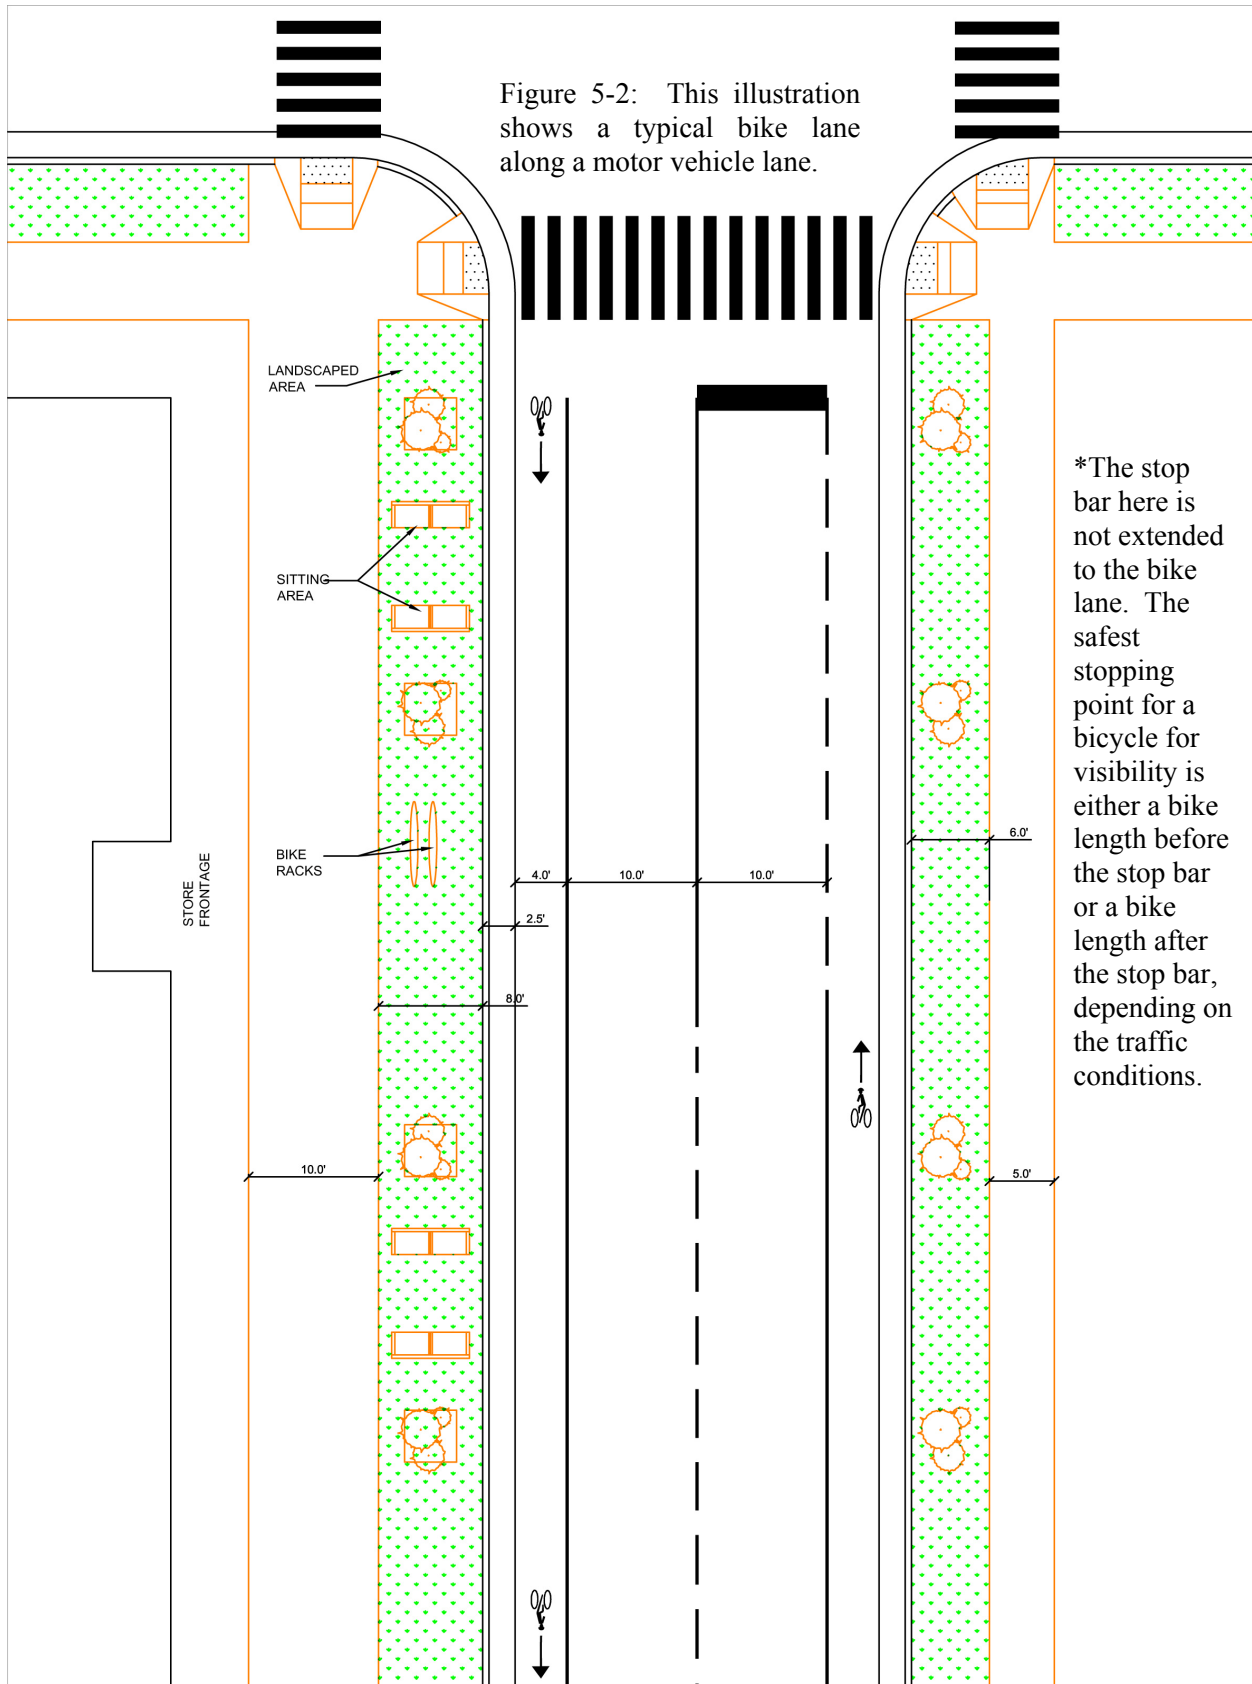 Figure 5-2: This illustration
shows a typical bike lane
along a motor vehicle lane.
LANDSCAPED
AREA
SITTING
AREA
BIKE
RACKS
STORE
FRONTAGE
4.0'
10.0'
10.0'
2.5'
8.0'
10.0'
6.0'
5.0'
*The stop
bar here is
not extended
to the bike
lane. The
safest
stopping
point for a
bicycle for
visibility is
either a bike
length before
the stop bar
or a bike
length after
the stop bar,
depending on
the traffic
conditions.